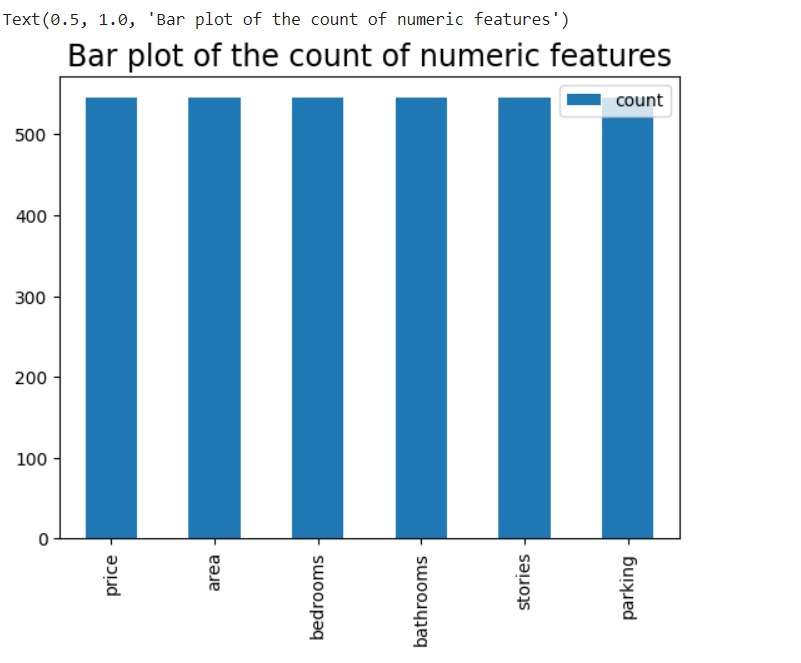 Text(0.5, 1.0, 'Bar plot of the count of numeric features')
Bar plot of the count of numeric features
count
500
400
300
200
100
0
price
area
bedrooms
bathrooms
stories
parking